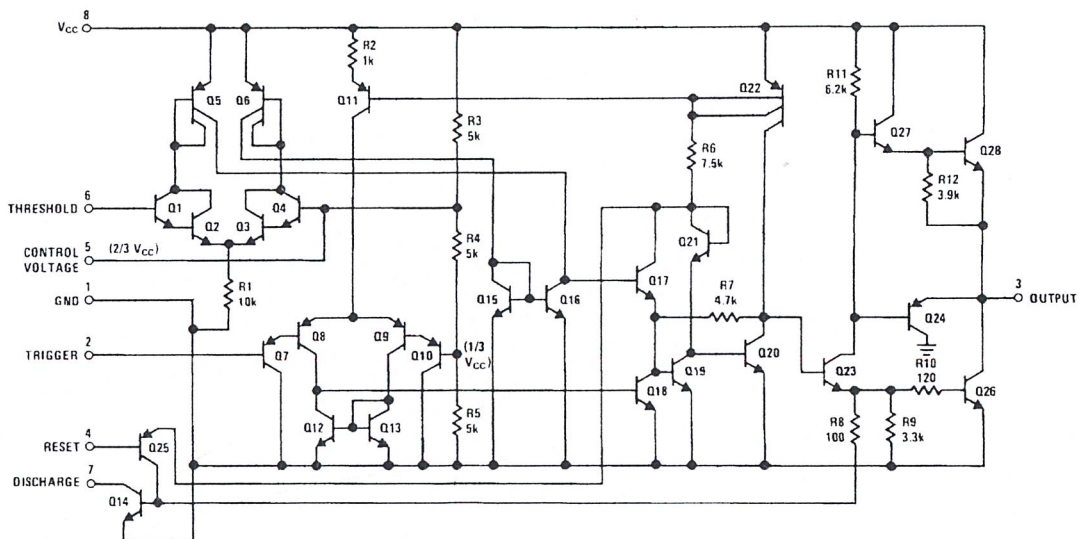 8
VCC
R2
1k
Q5
Q6
Q11
Q22
R11
6.2k
Q27
Q28
R3
5k
R6
7.5k
R12
3.9k
6
THRESHOLD
Q1
Q2
Q3
Q4
5
(2/3 VCC)
CONTROL
VOLTAGE
R4
5k
Q21
1
GND
R1
10k
Q15
Q16
Q17
R7
4.7k
3
OUTPUT
Q24
2
TRIGGER
Q7
Q8
Q9
Q10
(1/3
VCC)
Q18
Q19
Q20
Q23
R10
120
Q26
Q12
Q13
R5
5k
R8
100
R9
3.3k
4
RESET
Q25
7
DISCHARGE
Q14